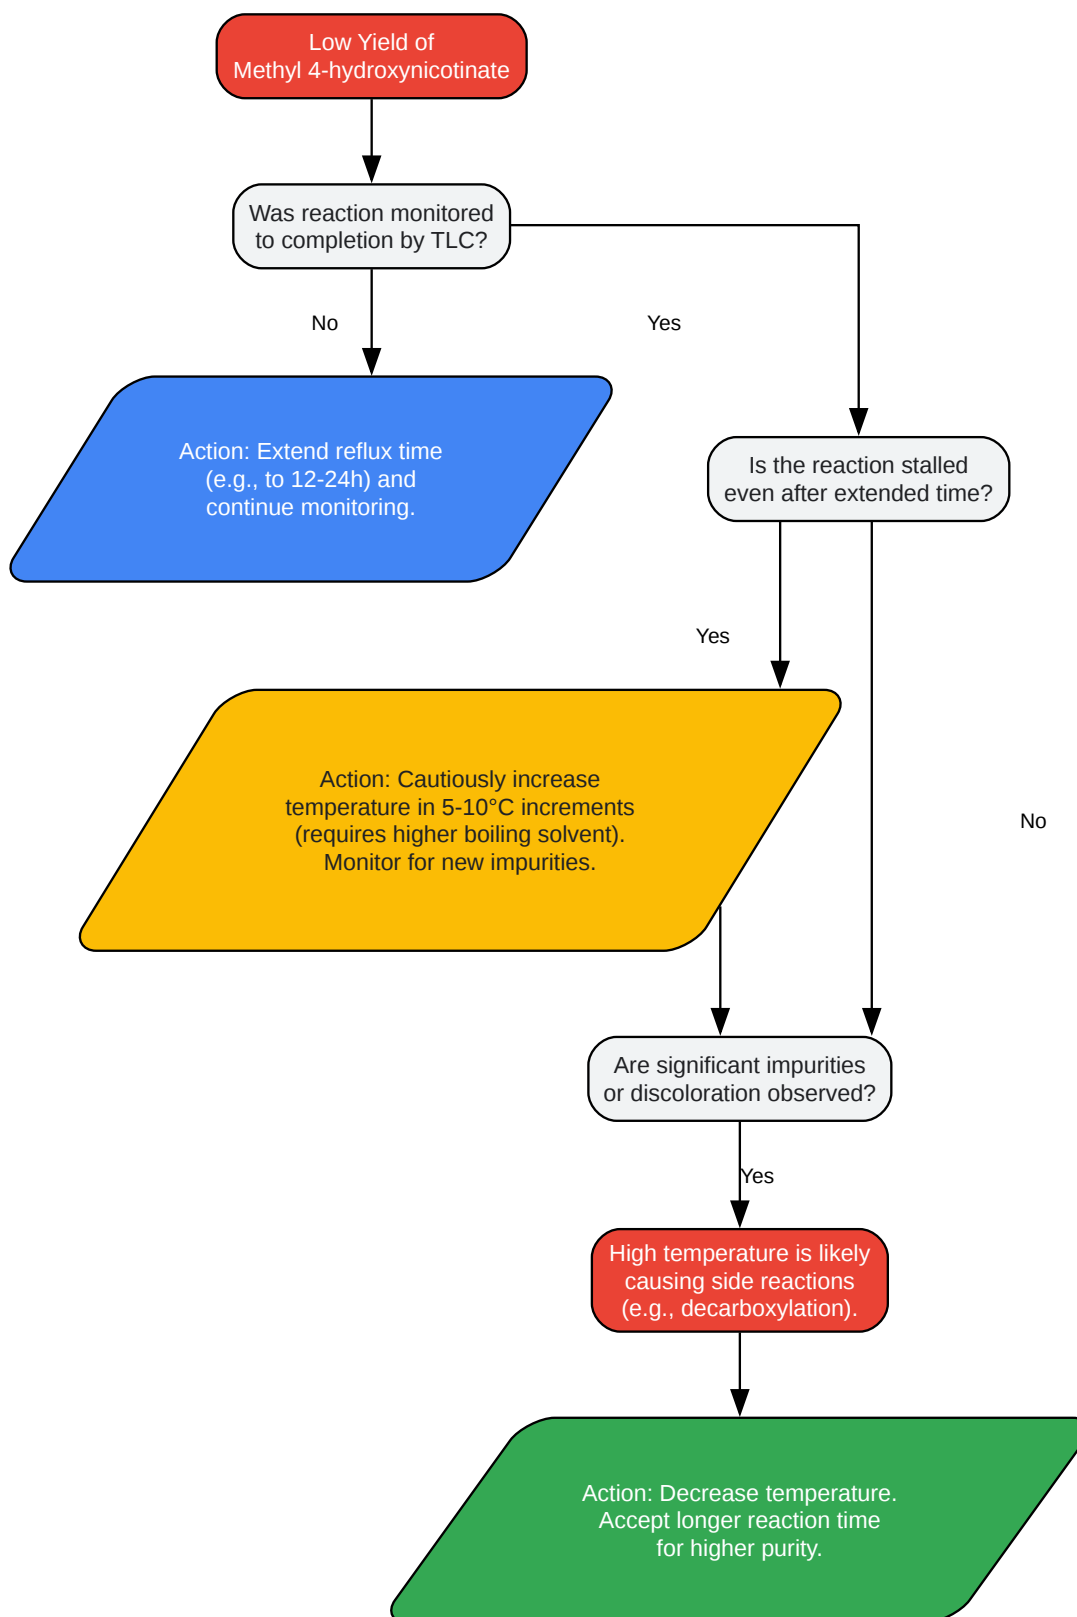 Low Yield of
Methyl 4-hydroxynicotinate
Was reaction monitored
to completion by TLC?
No
Yes
Action: Extend reflux time
(e.g., to 12-24h) and
continue monitoring.
Is the reaction stalled
even after extended time?
Yes
Action: Cautiously increase
temperature in 5-10°C increments
(requires higher boiling solvent).
Monitor for new impurities.
No
Are significant impurities
or discoloration observed?
Yes
High temperature is likely
causing side reactions
(e.g., decarboxylation).
Action: Decrease temperature.
Accept longer reaction time
for higher purity.